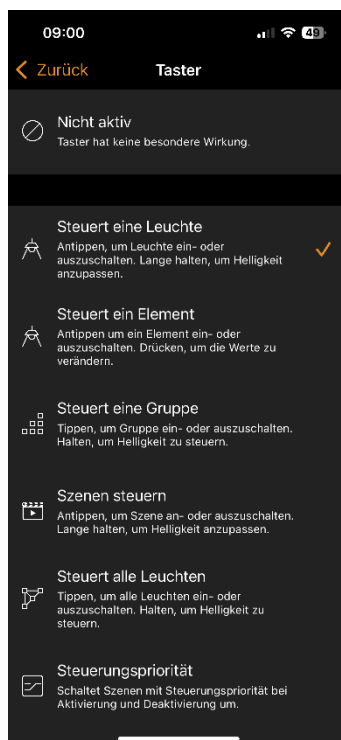 09:00
49
Zurück
Taster
Nicht aktiv
Taster hat keine besondere Wirkung.
Steuert eine Leuchte
Antippen, um Leuchte ein- oder
auszuschalten. Lange halten, um Helligkeit
anzupassen.
Steuert ein Element
Antippen um ein Element ein- oder
auszuschalten. Drücken, um die Werte zu
verändern.
Steuert eine Gruppe
Tippen, um Gruppe ein- oder auszuschalten.
Halten, um Helligkeit zu steuern.
Szenen steuern
Antippen, um Szene an- oder auszuschalten.
Lange halten, um Helligkeit anzupassen.
Steuert alle Leuchten
Tippen, um alle Leuchten ein- oder
auszuschalten. Halten, um Helligkeit zu
steuern.
Steuerungspriorität
Schaltet Szenen mit Steuerungspriorität bei
Aktivierung und Deaktivierung um.